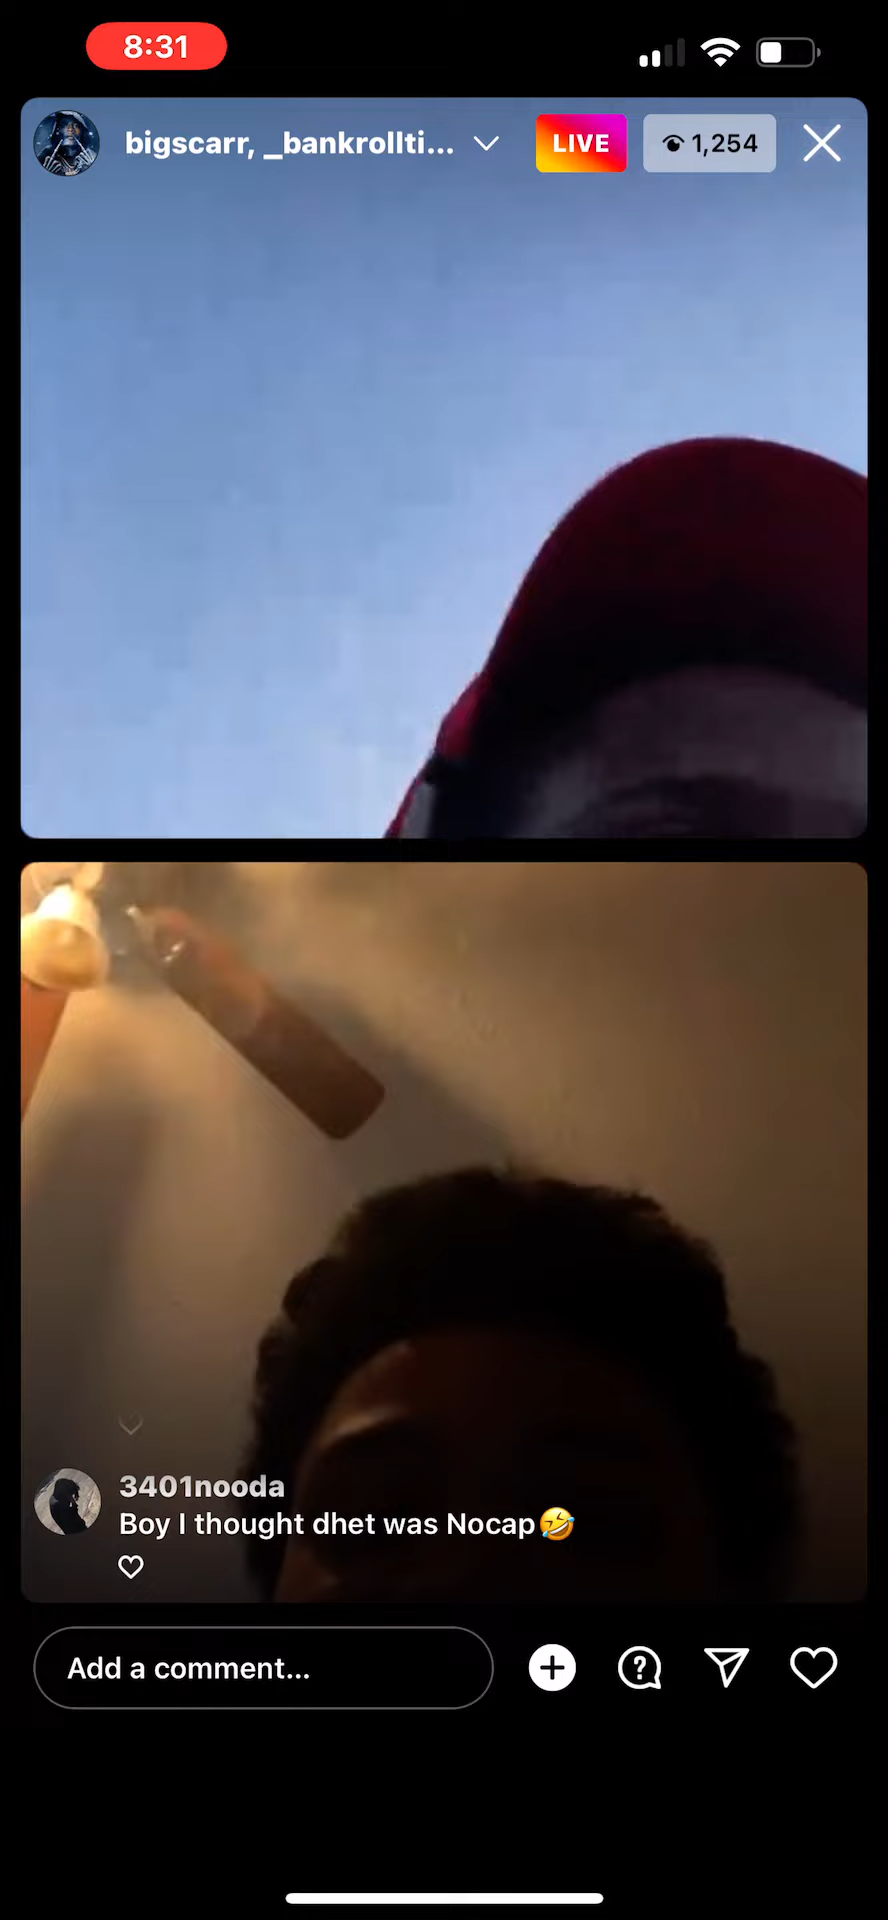 8:31
bigscarr, _bankrollti...
LIVE
1,254
3401nooda
Boy I thought dhet was Nocap🤣
Add a comment...